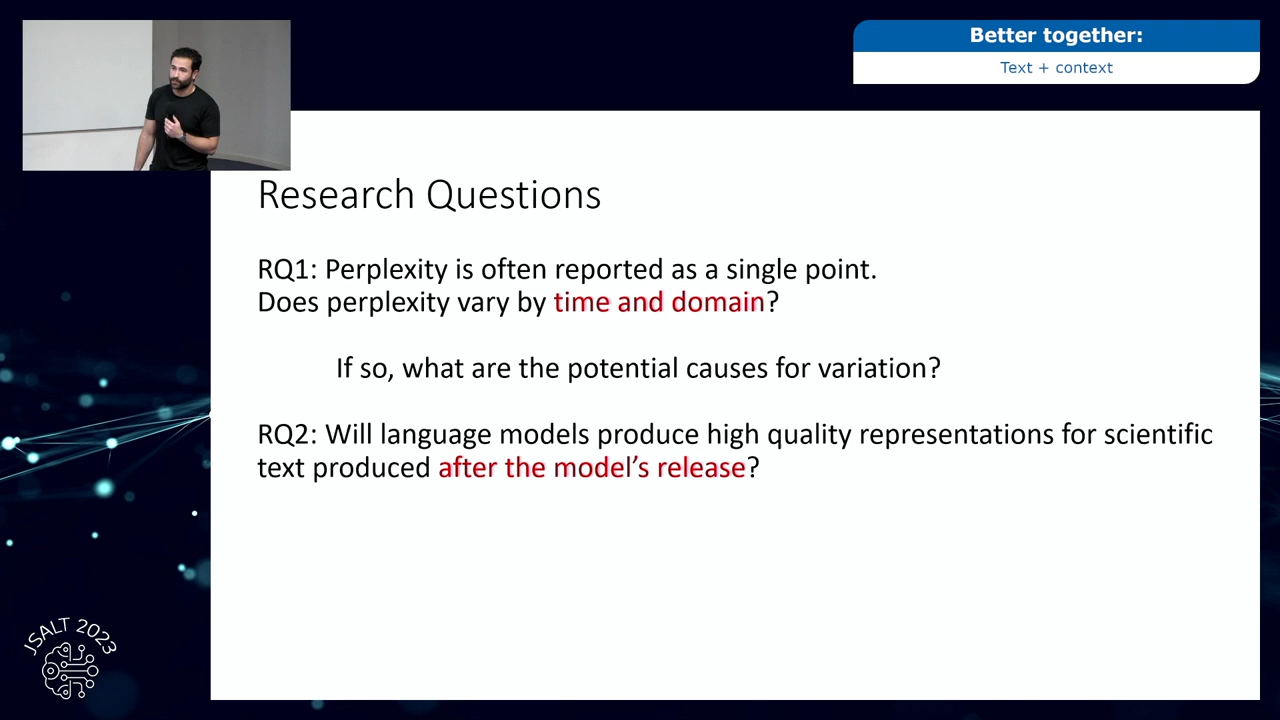 Better together:
Text + context
Research Questions
RQ1: Perplexity is often reported as a single point.
Does perplexity vary by time and domain?
If so, what are the potential causes for variation?
RQ2: Will language models produce high quality representations for scientific
text produced after the model’s release?
JSALT 2023